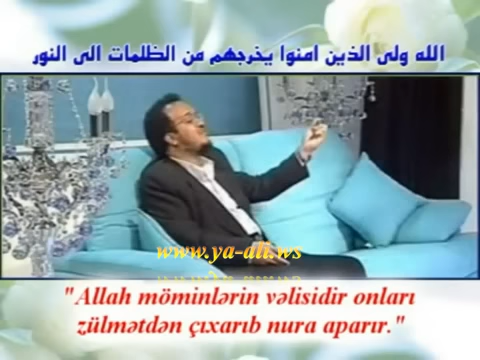 الله ولى الذين امنوا يخرجهم من الظلمات الى النور
www.ya-ali.ws
"Allah möminlərin vəlisidir onları
zülmətdən çıxarıb nura aparır."